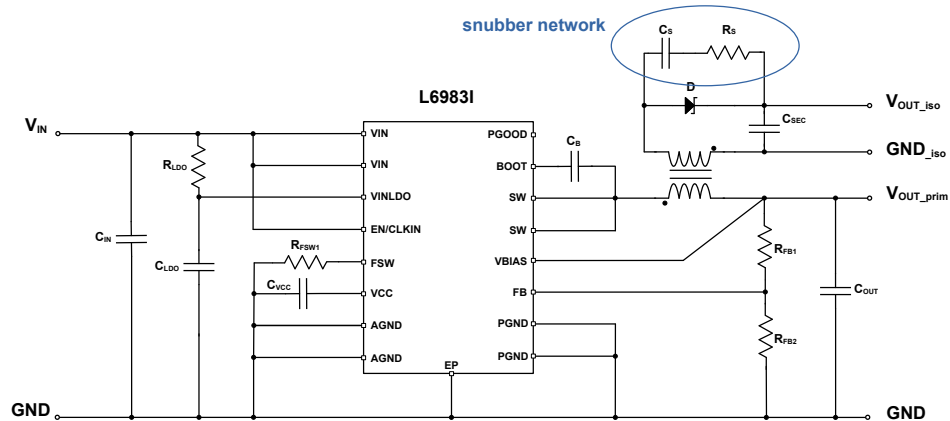 snubber network
CS
RS
L6983I
D
VOUT_iso
VIN
CSEC
VIN
PGOOD
CB
RLDO
VIN
BOOT
GND_iso
VINLDO
SW
VOUT_prim
EN/CLKIN
SW
CIN
RFSW1
RFB1
CLDO
FSW
VBIAS
CVCC
VCC
FB
COUT
AGND
PGND
RFB2
AGND
PGND
EP
GND
GND